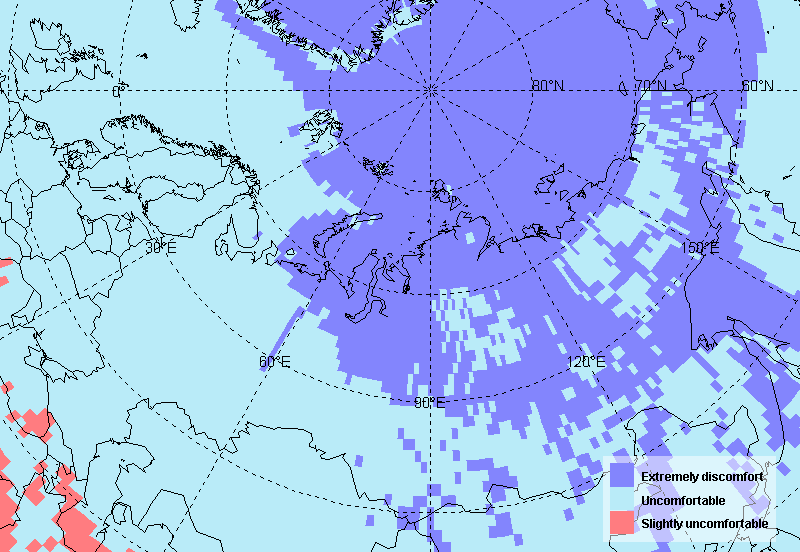 80°N
70°N
60°N
0°
30°E
150°E
60°E
120°E
90°E
Extremely discomfort
Uncomfortable
Slightly uncomfortable